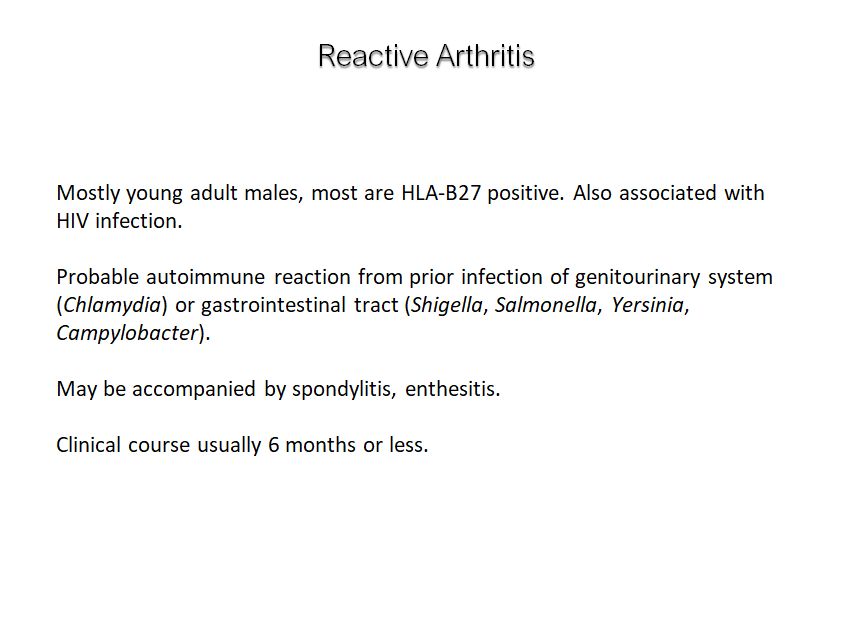 Reactive Arthritis
Mostly young adult males, most are HLA-B27 positive. Also associated with
HIV infection.
Probable autoimmune reaction from prior infection of genitourinary system
(Chlamydia) or gastrointestinal tract (Shigella, Salmonella, Yersinia,
Campylobacter).
May be accompanied by spondylitis, enthesitis.
Clinical course usually 6 months or less.